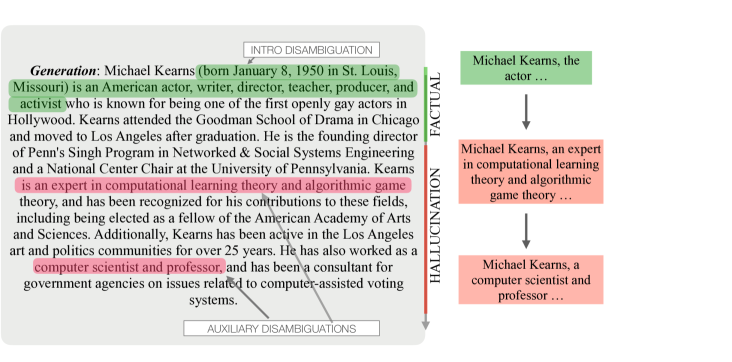 INTRO DISAMBIGUATION
Generation: Michael Kearns (born January 8, 1950 in St. Louis,
Missouri) is an American actor, writer, director, teacher, producer, and
activist who is known for being one of the first openly gay actors in
Hollywood. Kearns attended the Goodman School of Drama in Chicago
and moved to Los Angeles after graduation. He is the founding director
of Penn's Singh Program in Networked & Social Systems Engineering
and a National Center Chair at the University of Pennsylvania. Kearns
is an expert in computational learning theory and algorithmic game
theory, and has been recognized for his contributions to these fields,
including being elected as a fellow of the American Academy of Arts
and Sciences. Additionally, Kearns has been active in the Los Angeles
art and politics communities for over 25 years. He has also worked as a
computer scientist and professor, and has been a consultant for
government agencies on issues related to computer-assisted voting
systems.
AUXILIARY DISAMBIGUATIONS
FACTUAL
HALLUCINATION
Michael Kearns, the
actor …
Michael Kearns, an expert
in computational learning
theory and algorithmic
game theory …
Michael Kearns, a
computer scientist and
professor …